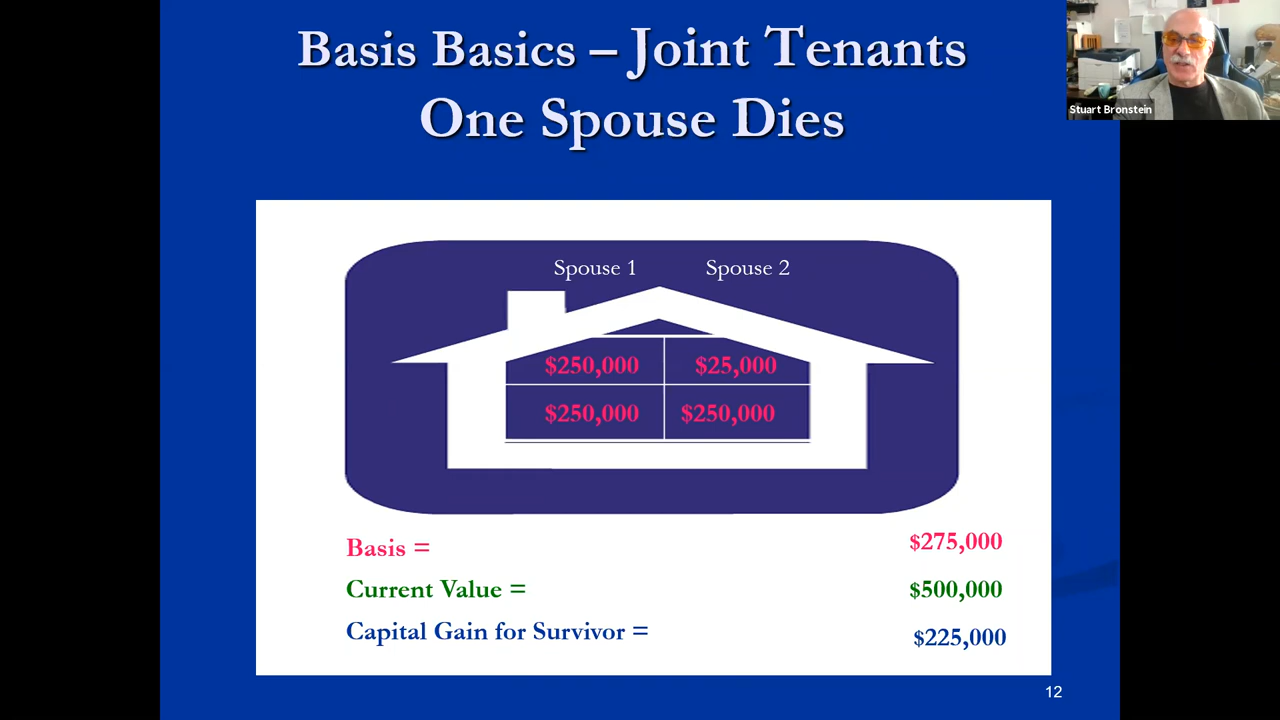 Basis Basics – Joint Tenants
One Spouse Dies
Stuart Bronstein
Spouse 1 Spouse 2
$250,000 $25,000
$250,000 $250,000
Basis = $275,000
Current Value = $500,000
Capital Gain for Survivor = $225,000
12